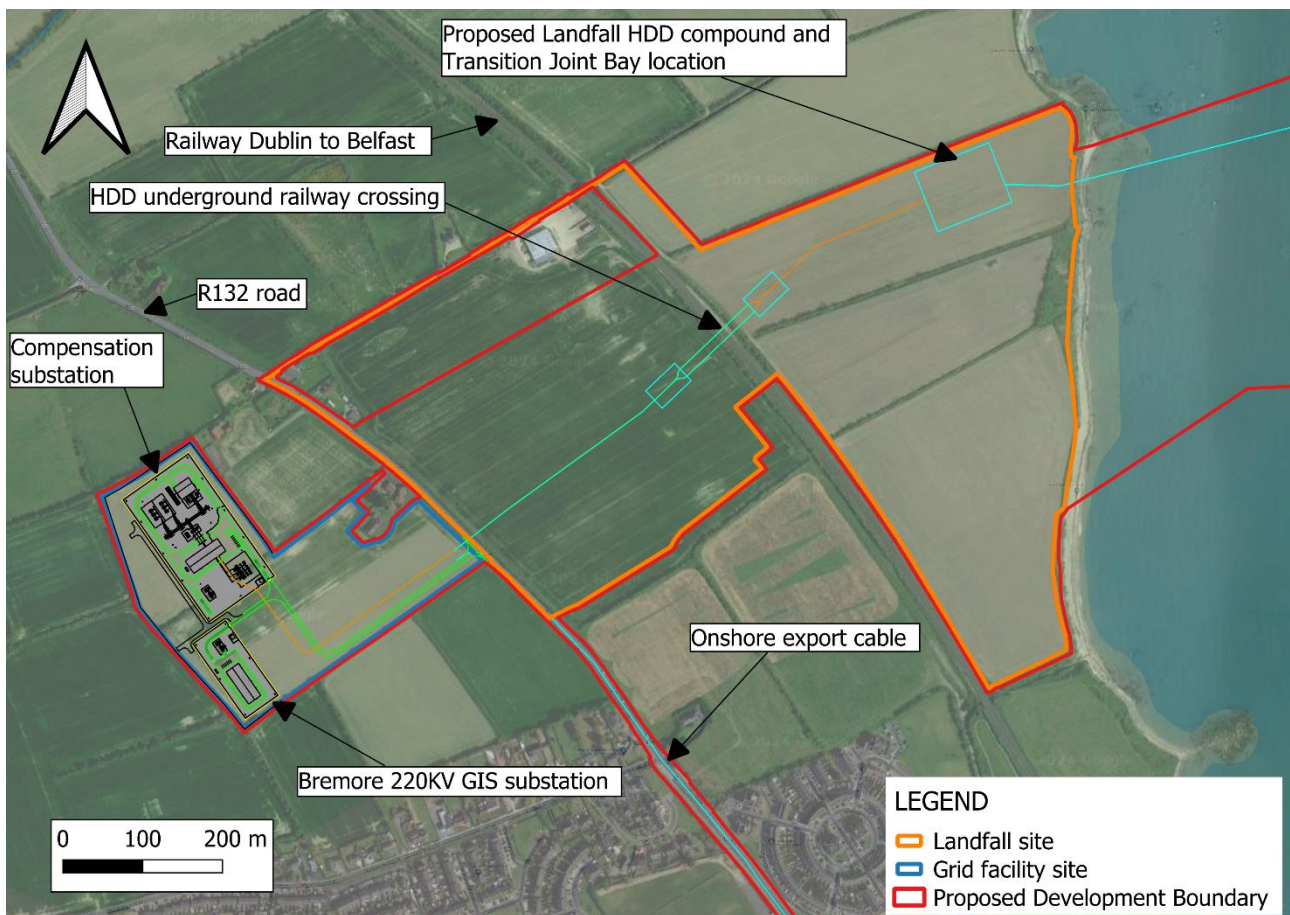 Proposed Landfall HDD compound and
Transition Joint Bay location
Railway Dublin to Belfast
© 2024 Google
HDD underground railway crossing
R132 road
Compensation
substation
Onshore export cable
Bremore 220KV GIS substation
0 100 200 m
LEGEND
Landfall site
Grid facility site
Proposed Development Boundary